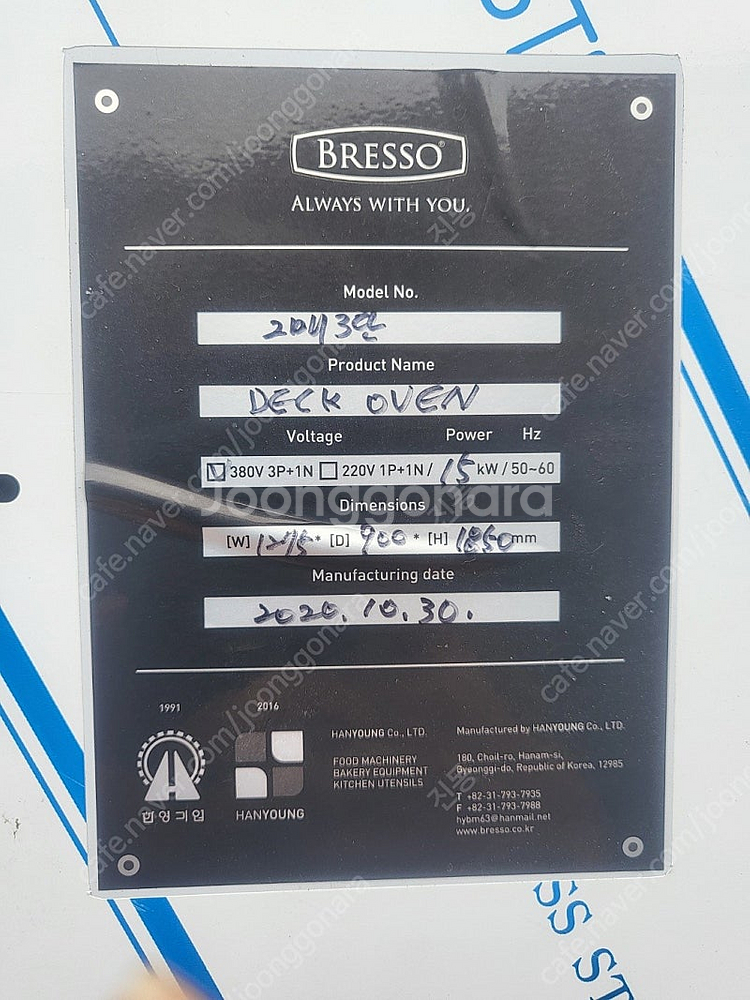 BRESSO®
ALWAYS WITH YOU.
Model No.
2매3단
Product Name
DECK OVEN
Voltage Power Hz
☑ 380V 3P+1N ☐ 220V 1P+1N / 15 kW / 50~60
Joonggonara
Dimensions
[W] 1275 * [D] 900 * [H] 1850 mm
Manufacturing date
2020. 10. 30.
1991 2016
한영기업 HANYOUNG
HANYOUNG Co., LTD.
FOOD MACHINERY
BAKERY EQUIPMENT
KITCHEN UTENSILS
Manufactured by HANYOUNG Co., LTD.
180, Choil-ro, Hanam-si,
Gyeonggi-do, Republic of Korea, 12985
T +82-31-793-7935
F +82-31-793-7988
hybm63@hanmail.net
www.bresso.co.kr
cafe.naver.com/joonggonara